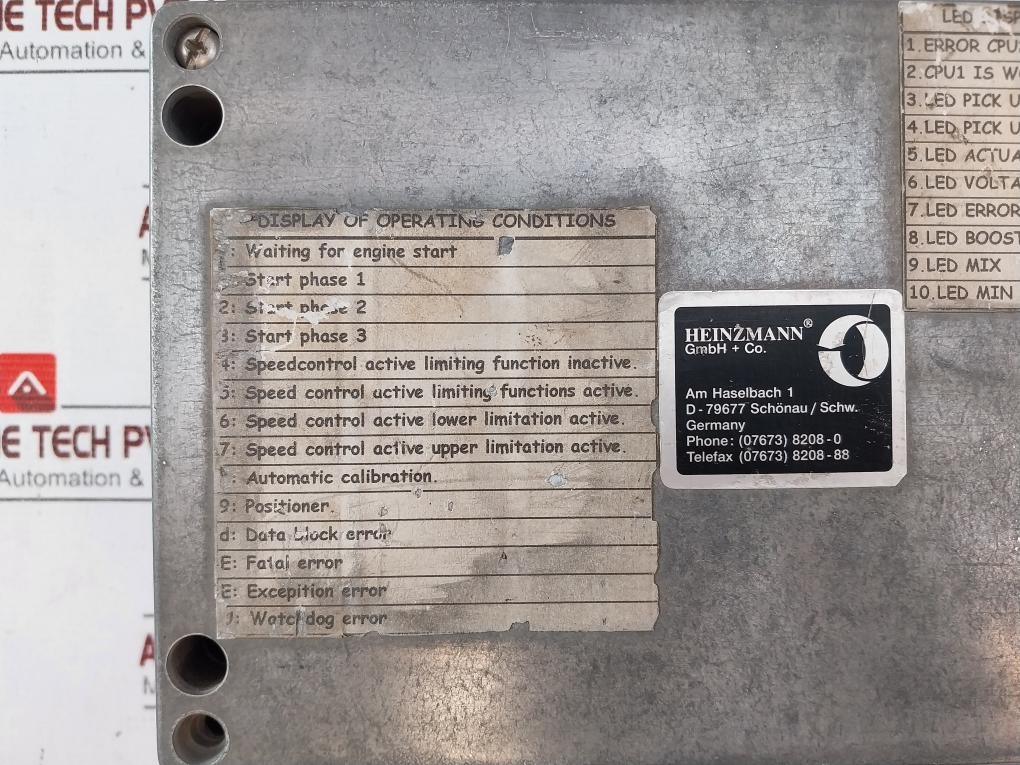 E TECH PV
Automation &
DISPLAY OF OPERATING CONDITIONS
: Waiting for engine start
Start phase 1
2: Start phase 2
3: Start phase 3
4: Speedcontrol active limiting function inactive.
5: Speed control active limiting functions active.
6: Speed control active lower limitation active.
7: Speed control active upper limitation active.
: Automatic calibration.
9: Positioner.
d: Data block error
E: Fatal error
E: Excepition error
: Watchdog error
HEINZMANN®
GmbH + Co.
Am Haselbach 1
D-79677 Schönau/Schw.
Germany
Phone: (07673) 8208-0
Telefax (07673) 8208-88
LED
1.ERROR CPU
2.CPU1 IS
3.LED PICK
4.LED PICK
5.LED ACTUA
6.LED VOLTA
7.LED ERROR
8.LED BOOST
9.LED MIX
10.LED MIN
E TECH PV
Automation &